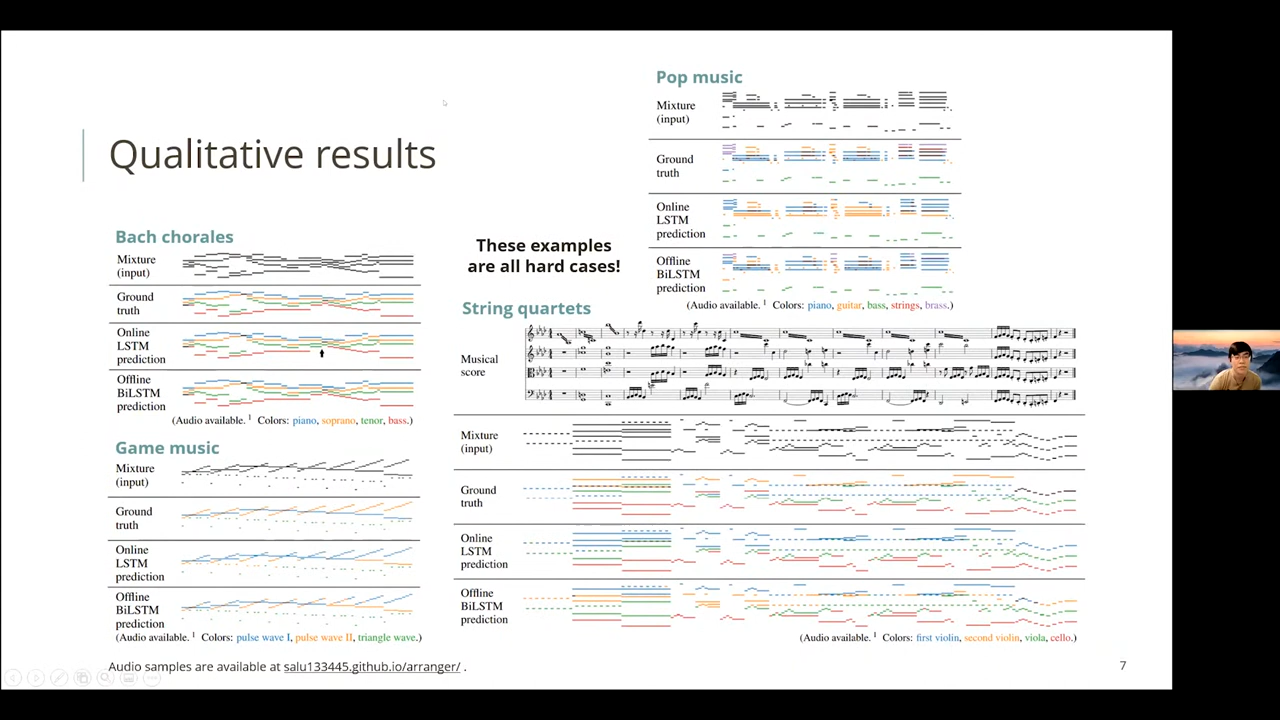 Qualitative results
Bach chorales
Mixture
(input)
Ground
truth
Online
LSTM
prediction
Offline
BiLSTM
prediction
(Audio available. 1 Colors: piano, soprano, tenor, bass.)
Game music
Mixture
(input)
Ground
truth
Online
LSTM
prediction
Offline
BiLSTM
prediction
(Audio available. 1 Colors: pulse wave I, pulse wave II, triangle wave.)
These examples
are all hard cases!
Pop music
Mixture
(input)
Ground
truth
Online
LSTM
prediction
Offline
BiLSTM
prediction
(Audio available. 1 Colors: piano, guitar, bass, strings, brass.)
String quartets
Musical
score
Mixture
(input)
Ground
truth
Online
LSTM
prediction
Offline
BiLSTM
prediction
(Audio available. 1 Colors: first violin, second violin, viola, cello.)
Audio samples are available at salu133445.github.io/arranger/ .
7